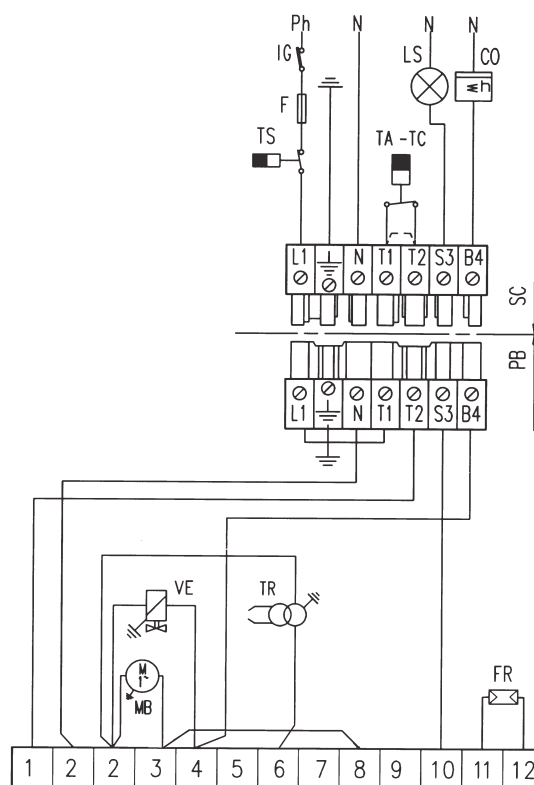 Ph N N N
IG LS CO
Wh
F
TS TA -TC
L1 N T1 T2 S3 B4
SC
PB
L1 N T1 T2 S3 B4
VE TR
M
1~
MB
FR
1 2 2 3 4 5 6 7 8 9 10 11 12